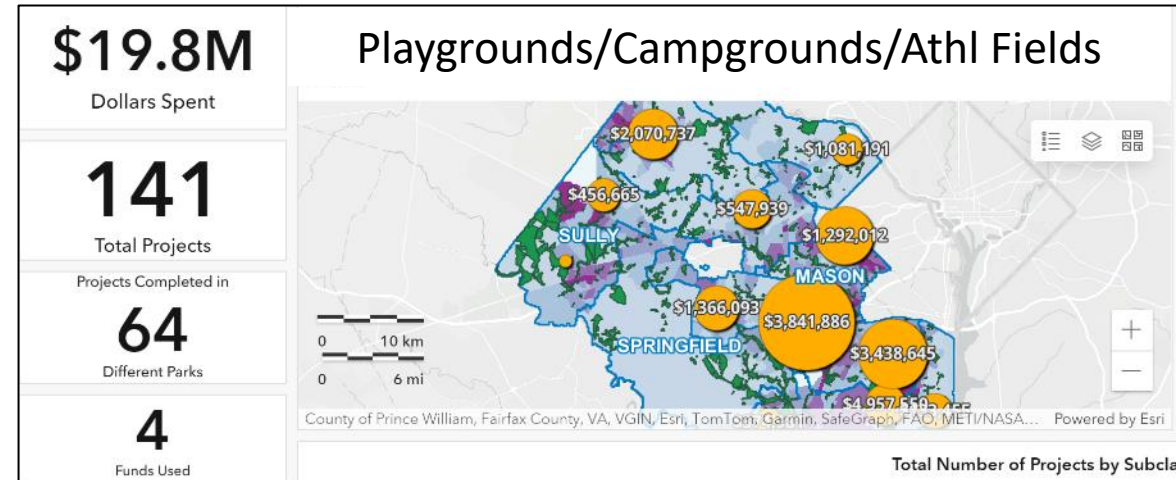 $19.8M
Dollars Spent
141
Total Projects
Projects Completed in
64
Different Parks
4
Funds Used
Playgrounds/Campgrounds/Athl Fields
$2,070,737
$1,081,191
$456,665
$547,939
SULLY
$1,292,012
MASON
$1,366,093
$3,841,886
SPRINGFIELD
$3,438,645
0 10 km
0 6 mi
County of Prince William, Fairfax County, VA, VGIN, Esri, TomTom, Garmin, SafeGraph, FAO, METI/NASA... Powered by Esri
Total Number of Projects by Subcla